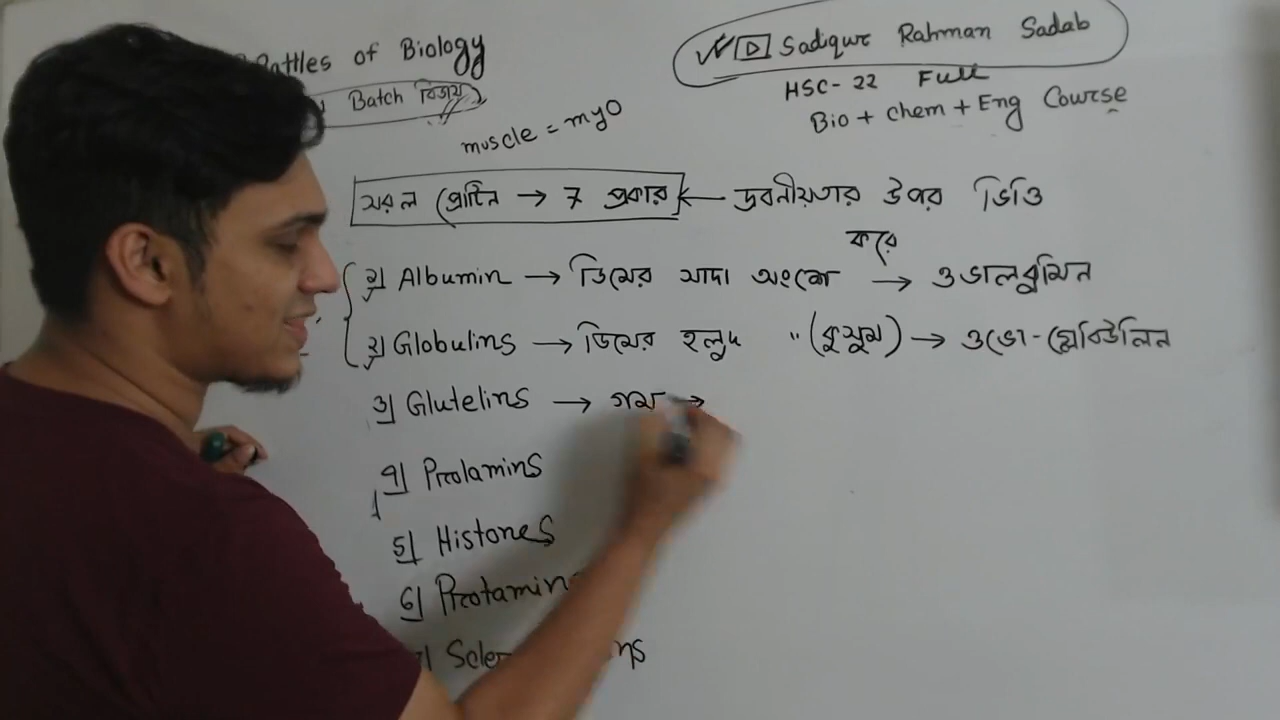 Battles of Biology
Batch বিজয়
muscle = myo
Sadiqur Rahman Sadab
HSC-22 Full
Bio + chem + Eng Course
সরল প্রোটিন → 7 প্রকার ← দ্রবনীয়তার উপর ভিত্তি করে
১) Albumin → ডিমের সাদা অংশে → ওভালবুমিন
২) Globulins → ডিমের হলুদ " (কুসুম) → ওভো-গ্লোবিউলিন
৩) Glutelins → গম →
৪) Prolamins
৫) Histones
৬) Protamin
Scle ns